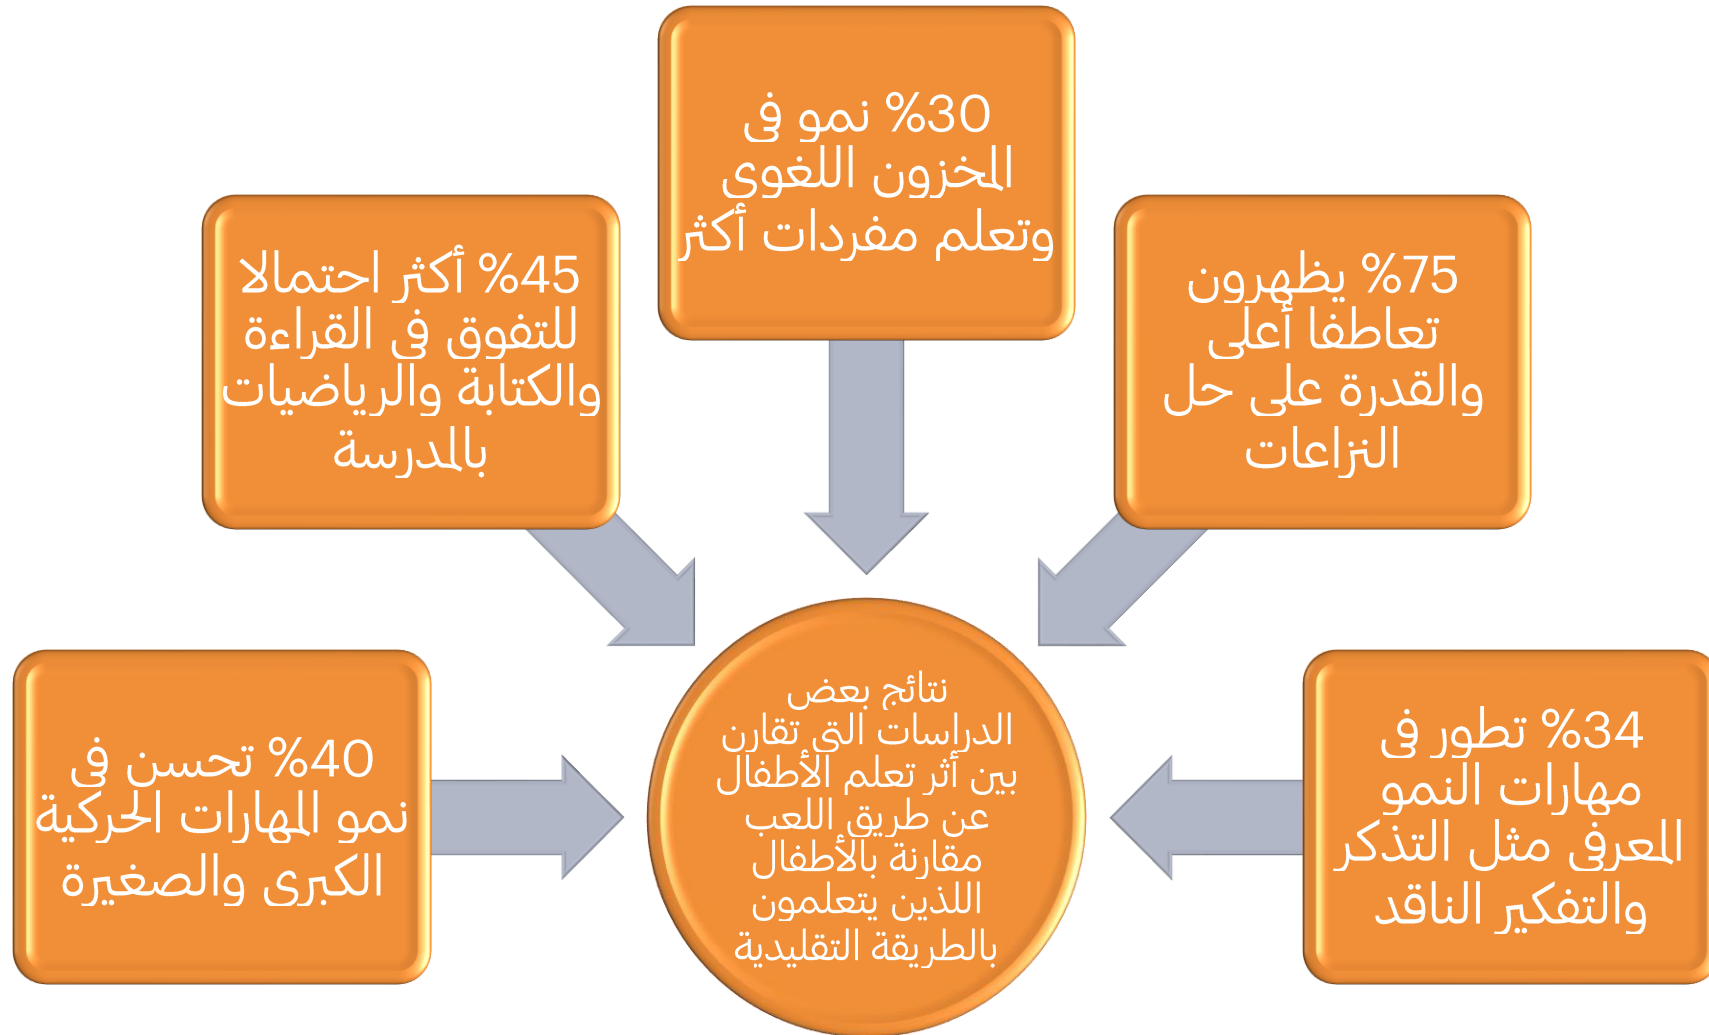 %30 نمو فى
المخزون اللغوى
وتعلم مفردات أكثر
%75 يظهرون
تعاطفا أعلى
والقدرة على حل
النزاعات
%45 أكثر احتمالا
للتفوق فى القراءة
والكتابة والرياضيات
بالمدرسة
%34 تطور فى
مهارات النمو
المعرفى مثل التذكر
والتفكير الناقد
نتائج بعض
الدراسات التى تقارن
بين أثر تعلم الأطفال
عن طريق اللعب
مقارنة بالأطفال
اللذين يتعلمون
بالطريقة التقليدية
%40 تحسن فى
نمو المهارات الحركية
الكبرى والصغيرة